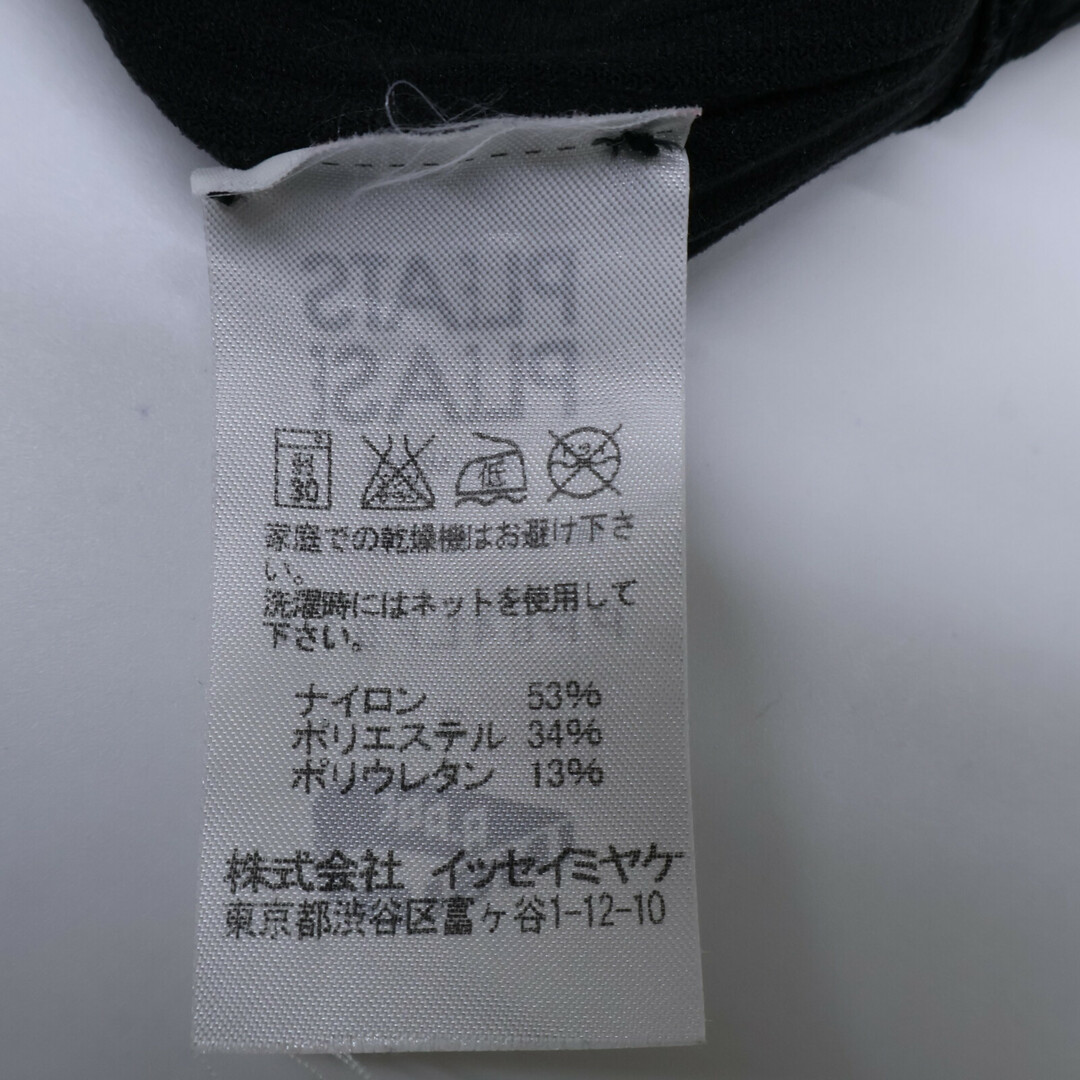 PLEATS
PLEASE
低
家庭での乾燥機はお避け下さ
い。
洗濯時にはネットを使用して
下さい。
ナイロン 53%
ポリエステル 34%
ポリウレタン 13%
株式会社 イッセイミヤケ
東京都渋谷区富ヶ谷1-12-10